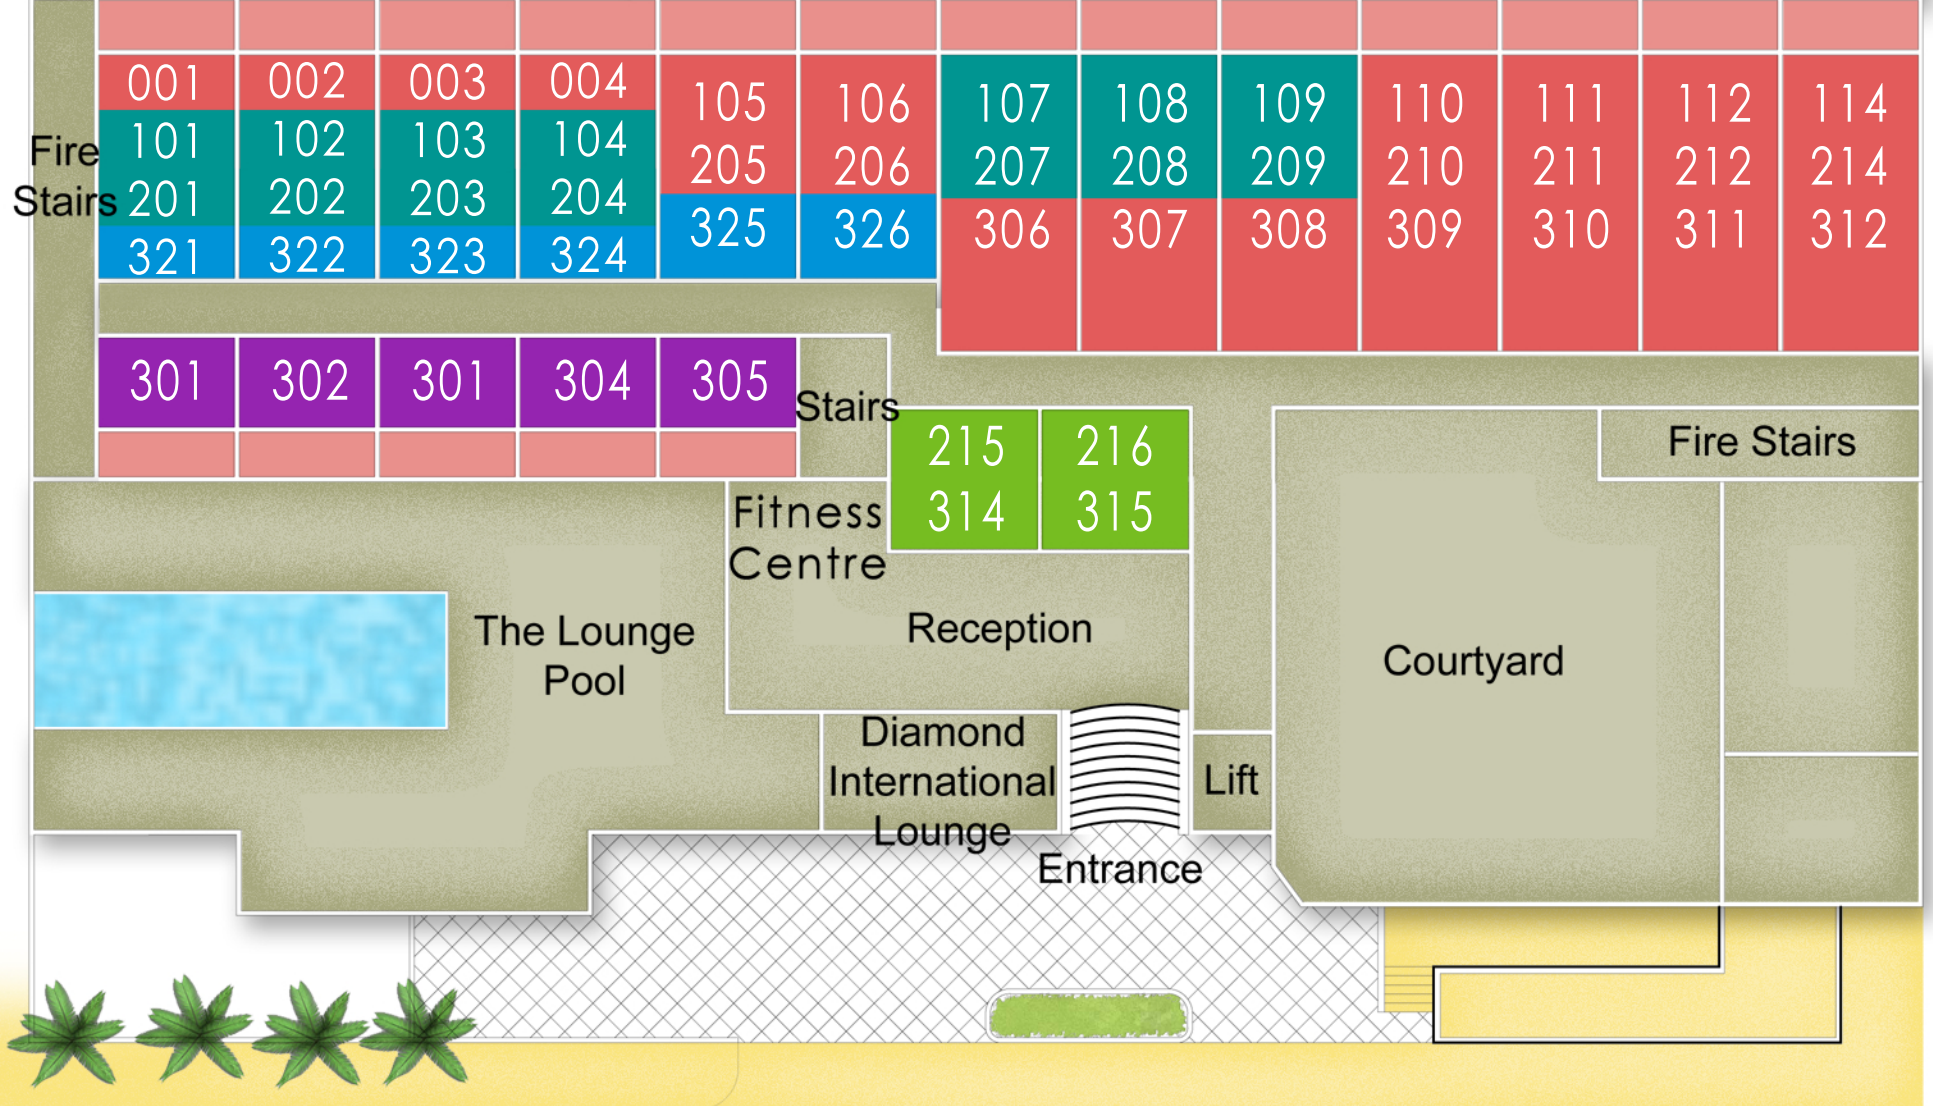 001 002 003 004 105 106 107 108 109 110 111 112 114
101 102 103 104 205 206 207 208 209 210 211 212 214
201 202 203 204 325 326 306 307 308 309 310 311 312
321 322 323 324
Fire
Stairs
301 302 301 304 305
Stairs
215 216
314 315
Fire Stairs
Fitness
Centre
Reception
The Lounge
Pool
Courtyard
Diamond
International
Lounge
Lift
Entrance